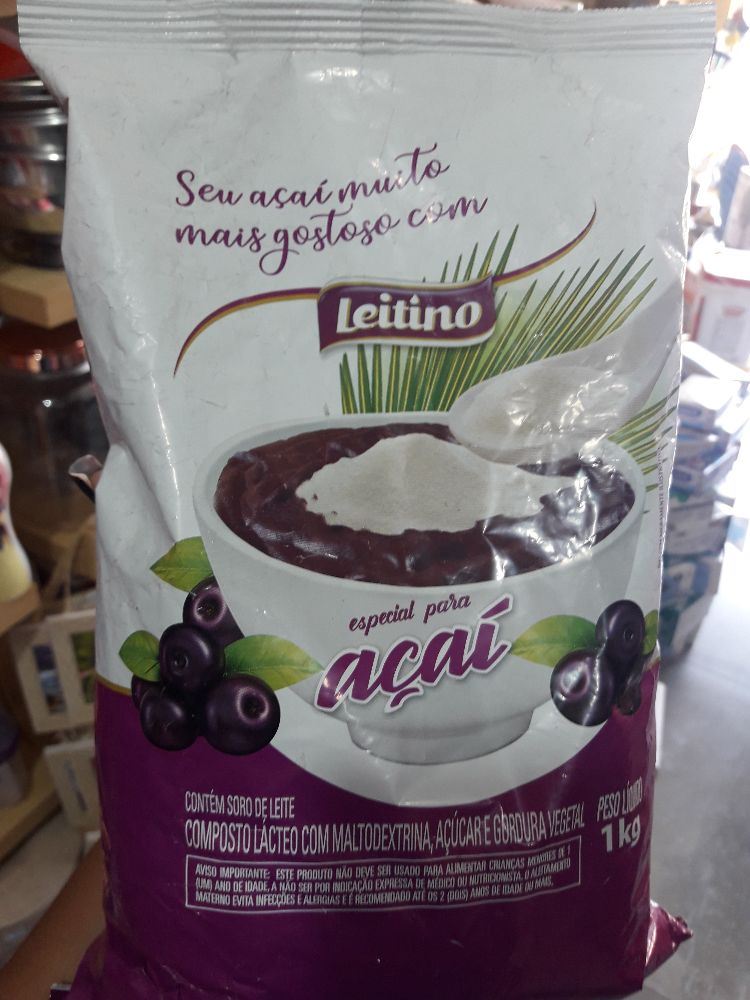 Seu açaí muito
mais gostoso com
Leitino
especial para
açaí
CONTÉM SORO DE LEITE
COMPOSTO LÁCTEO COM MALTODEXTRINA, AÇÚCAR E GORDURA VEGETAL
PESO LÍQUIDO
1kg
AVISO IMPORTANTE: ESTE PRODUTO NÃO DEVE SER USADO PARA ALIMENTAR CRIANÇAS MENORES DE 1
(UM) ANO DE IDADE, A NÃO SER POR INDICAÇÃO EXPRESSA DE MÉDICO OU NUTRICIONISTA. O ALEITAMENTO
MATERNO EVITA INFECÇÕES E ALERGIAS E É RECOMENDADO ATÉ OS 2 (DOIS) ANOS DE IDADE OU MAIS.